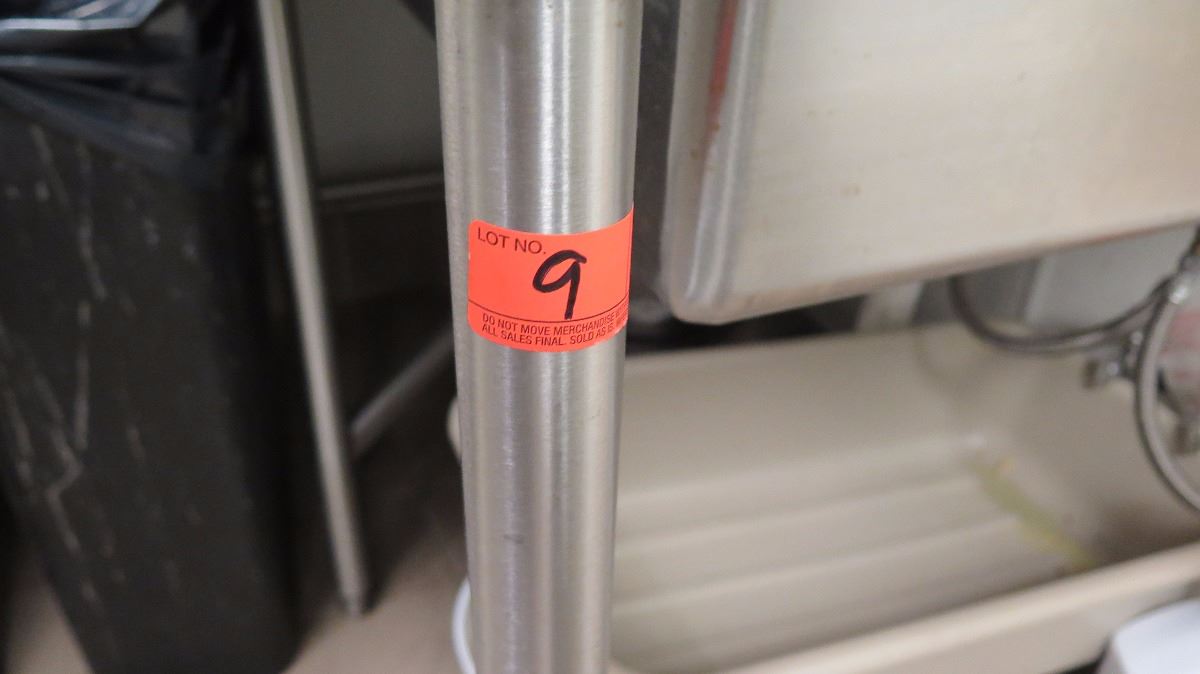 LOT NO.
9
DO NOT MOVE MERCHANDISE
ALL SALES FINAL. SOLD AS IS